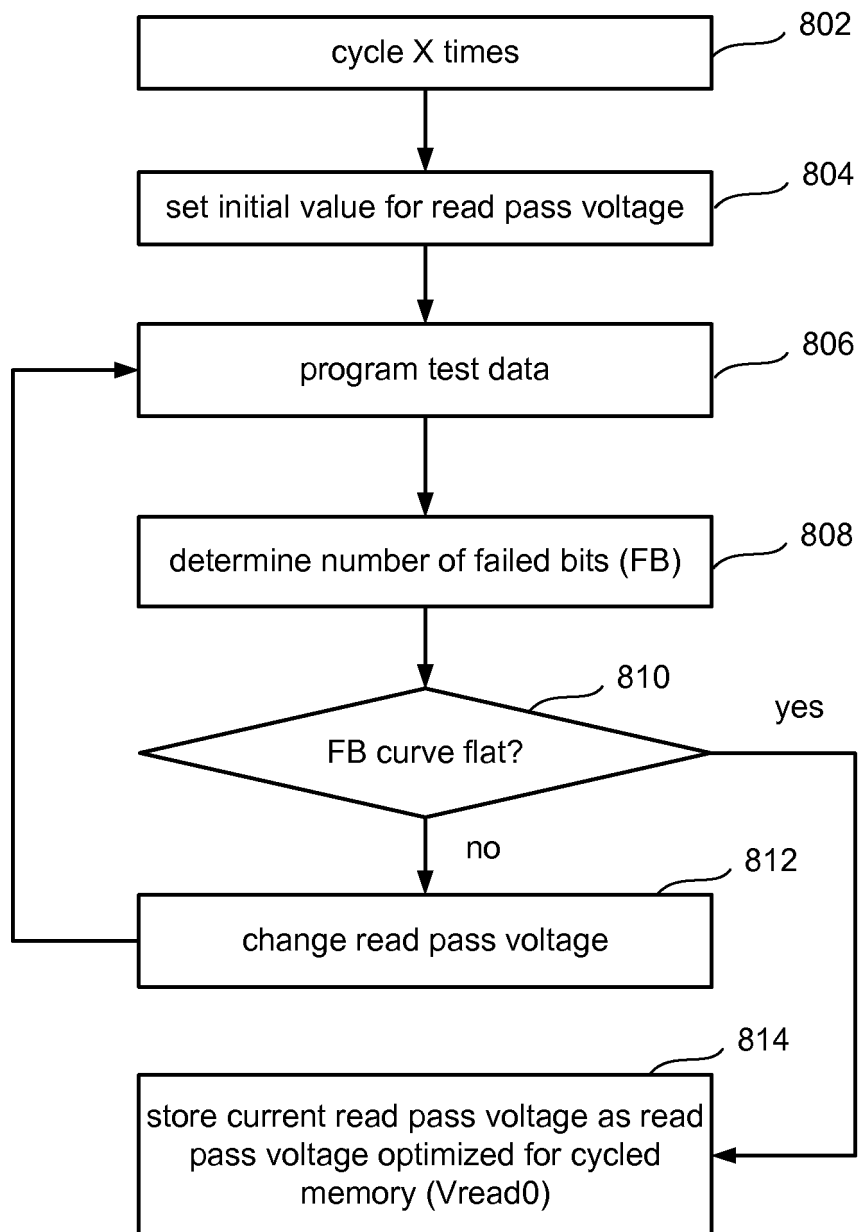 802
cycle X times
804
set initial value for read pass voltage
806
program test data
808
determine number of failed bits (FB)
810
yes
FB curve flat?
no
812
change read pass voltage
814
store current read pass voltage as read
pass voltage optimized for cycled
memory (Vread0)